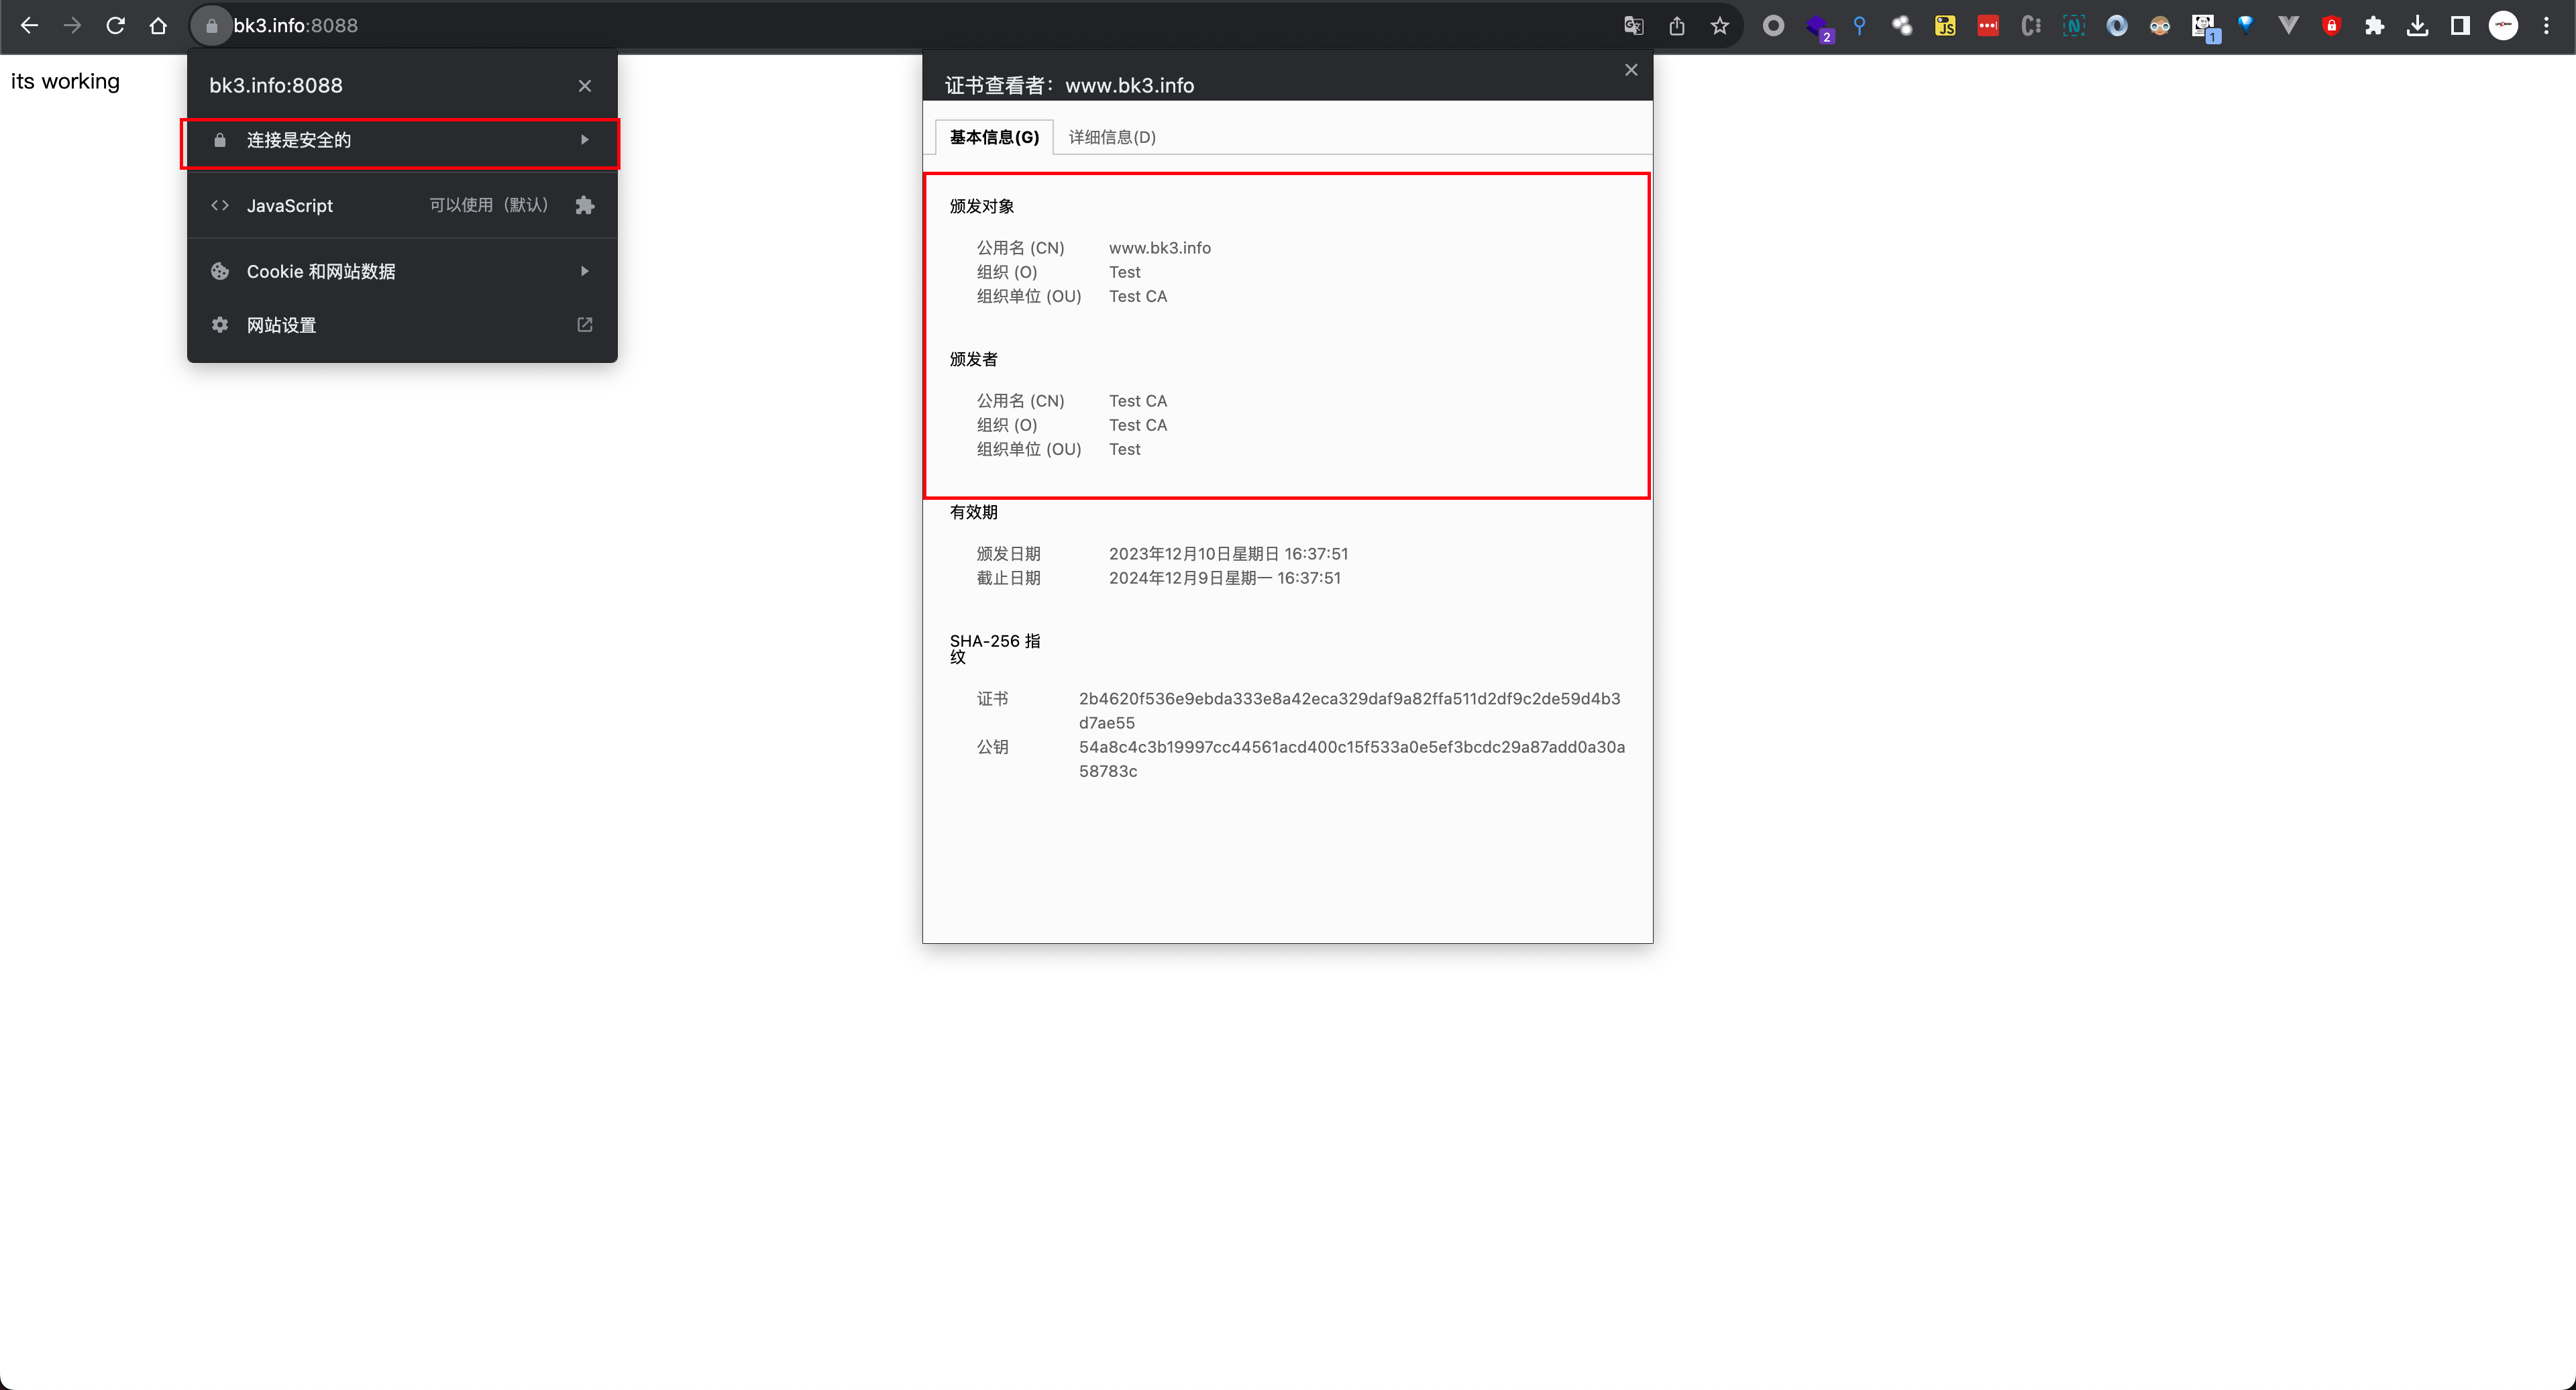 bk3.info:8088
2
JS
N
1
its working
bk3.info:8088
连接是安全的
JavaScript 可以使用（默认）
Cookie 和网站数据
网站设置
证书查看者：www.bk3.info
基本信息(G) 详细信息(D)
颁发对象
公用名 (CN) www.bk3.info
组织 (O) Test
组织单位 (OU) Test CA
颁发者
公用名 (CN) Test CA
组织 (O) Test CA
组织单位 (OU) Test
有效期
颁发日期 2023年12月10日星期日 16:37:51
截止日期 2024年12月9日星期一 16:37:51
SHA-256 指
纹
证书 2b4620f536e9ebda333e8a42eca329daf9a82ffa511d2df9c2de59d4b3
d7ae55
公钥 54a8c4c3b19997cc44561acd400c15f533a0e5ef3bcdc29a87add0a30a
58783c